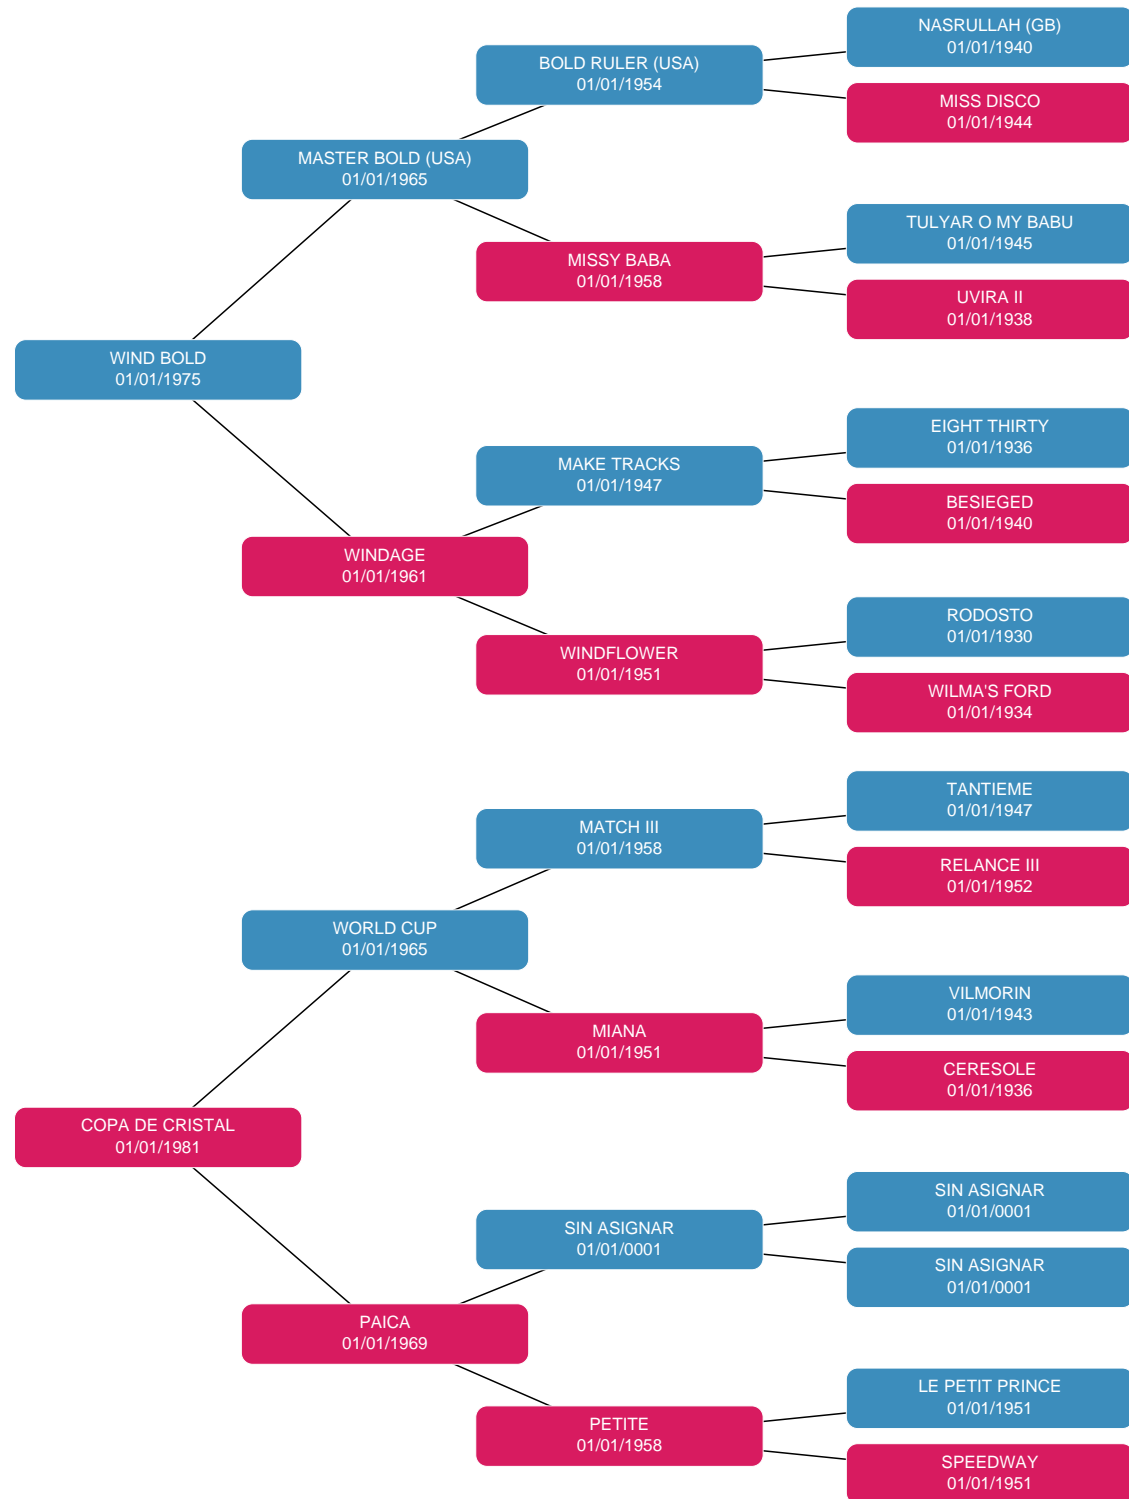 NASRULLAH (GB)
01/01/1940
BOLD RULER (USA)
01/01/1954
MISS DISCO
01/01/1944
MASTER BOLD (USA)
01/01/1965
TULYAR O MY BABU
01/01/1945
MISSY BABA
01/01/1958
UVIRA II
01/01/1938
WIND BOLD
01/01/1975
EIGHT THIRTY
01/01/1936
MAKE TRACKS
01/01/1947
BESIEGED
01/01/1940
WINDAGE
01/01/1961
RODOSTO
01/01/1930
WINDFLOWER
01/01/1951
WILMA'S FORD
01/01/1934
TANTIEME
01/01/1947
MATCH III
01/01/1958
RELANCE III
01/01/1952
WORLD CUP
01/01/1965
VILMORIN
01/01/1943
MIANA
01/01/1951
CERESOLE
01/01/1936
COPA DE CRISTAL
01/01/1981
SIN ASIGNAR
01/01/0001
SIN ASIGNAR
01/01/0001
SIN ASIGNAR
01/01/0001
PAICA
01/01/1969
LE PETIT PRINCE
01/01/1951
PETITE
01/01/1958
SPEEDWAY
01/01/1951